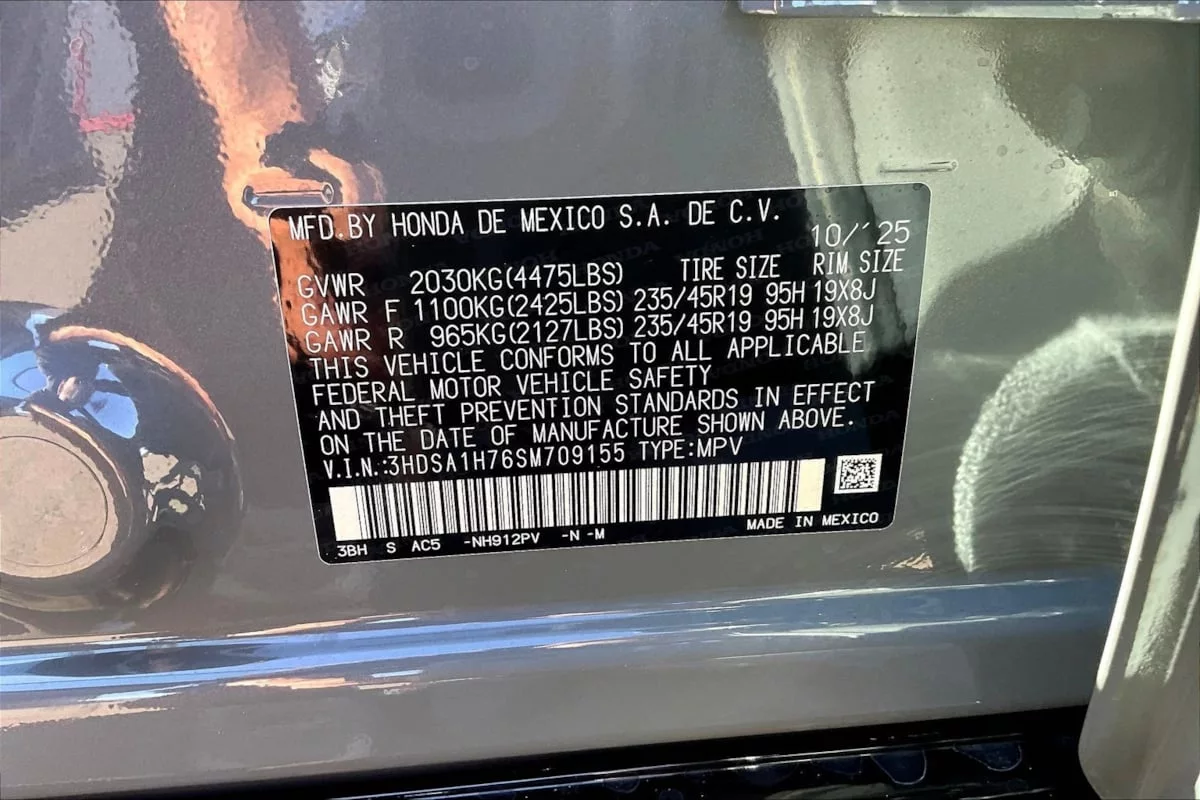 MFD.BY HONDA DE MEXICO S.A. DE C.V.
10/'25
GVWR 2030KG(4475LBS) TIRE SIZE RIM SIZE
GAWR F 1100KG(2425LBS) 235/45R19 95H 19X8J
GAWR R 965KG(2127LBS) 235/45R19 95H 19X8J
THIS VEHICLE CONFORMS TO ALL APPLICABLE
FEDERAL MOTOR VEHICLE SAFETY
AND THEFT PREVENTION STANDARDS IN EFFECT
ON THE DATE OF MANUFACTURE SHOWN ABOVE.
V.I.N.:3HDSA1H76SM709155 TYPE:MPV
3BH S AC5 -NH912PV -N -M MADE IN MEXICO